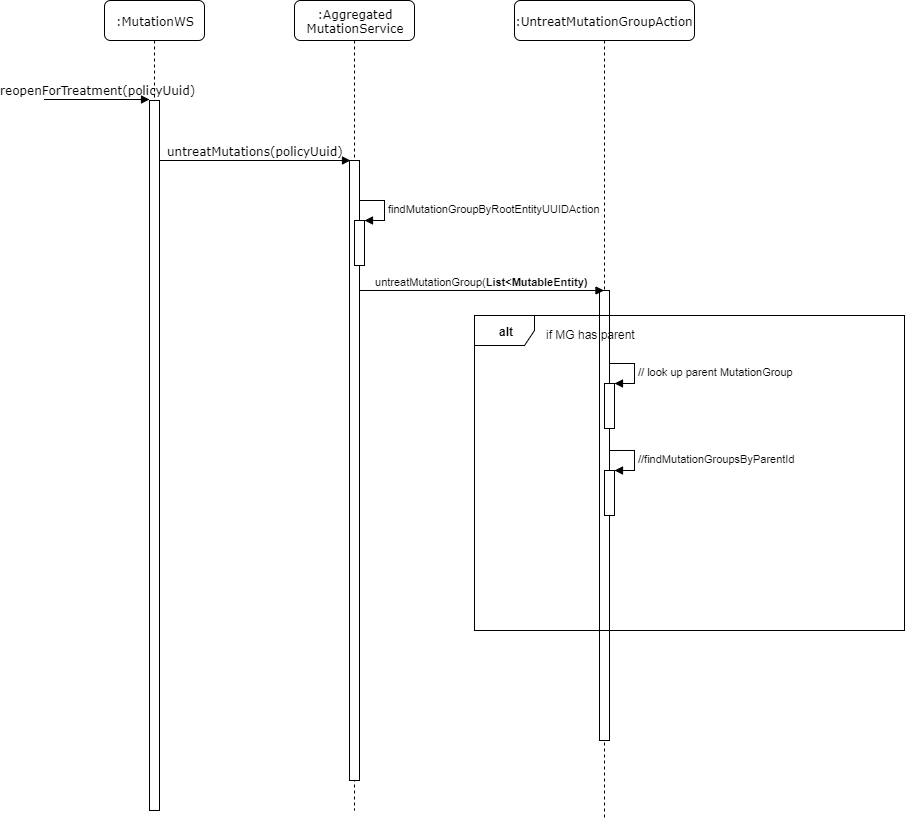 :MutationWS
:Aggregated
MutationService
:UntreatMutationGroupAction
reopenForTreatment(policyUuid)
untreatMutations(policyUuid)
findMutationGroupByRootEntityUUIDAction
untreatMutationGroup(List<MutableEntity)
alt
if MG has parent
// look up parent MutationGroup
//findMutationGroupsByParentId